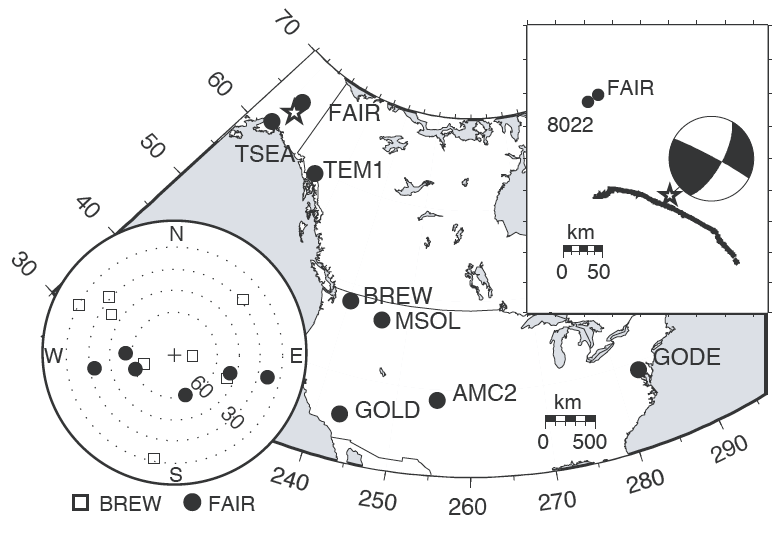 70
60
50
40
30
FAIR
TSEA
TEM1
BREW
MSOL
GODE
AMC2
GOLD
km
0 500
240
250
260
270
280
290
FAIR
8022
km
0 50
N
W
E
S
60
30
BREW FAIR